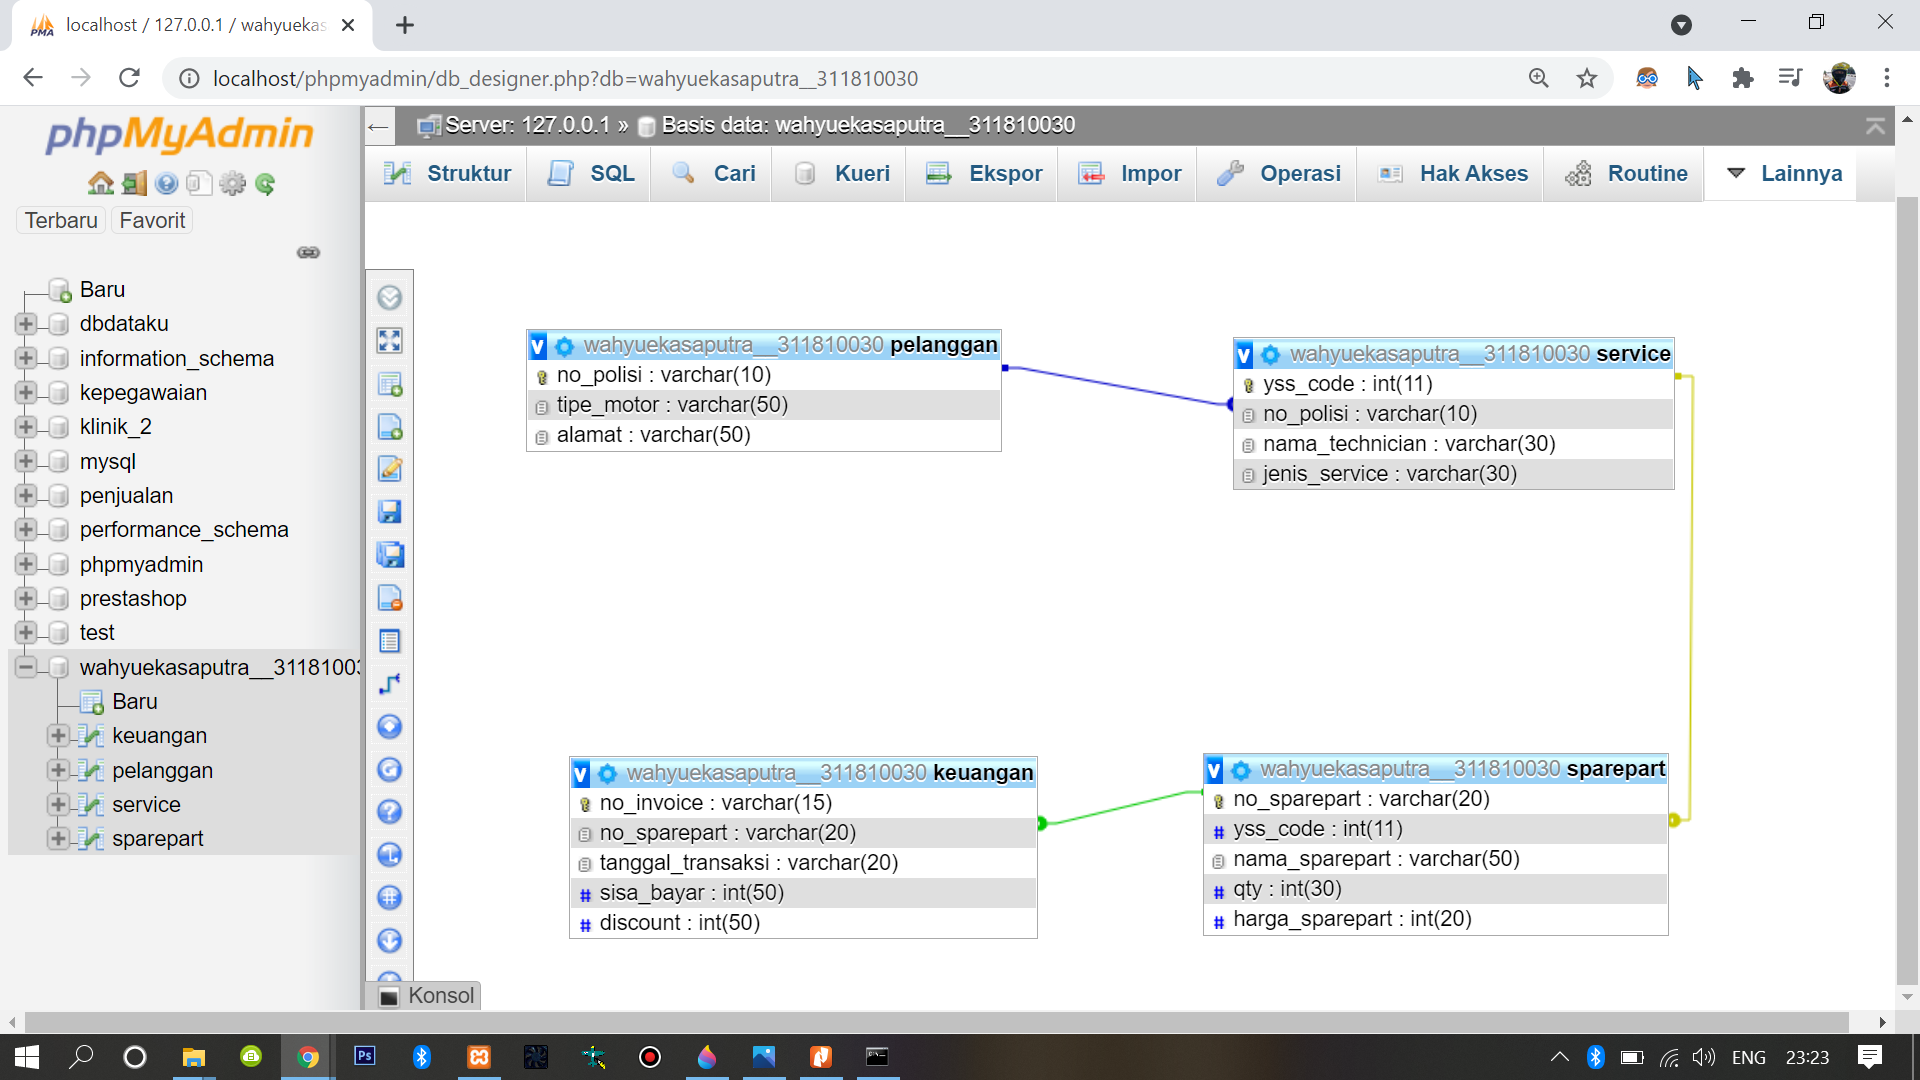 localhost / 127.0.0.1 / wahyuekas
localhost/phpmyadmin/db_designer.php?db=wahyuekasaputra__311810030
phpMyAdmin
Terbaru
Favorit
Baru
dbdataku
information_schema
kepegawaian
klinik_2
mysql
penjualan
performance_schema
phpmyadmin
prestashop
test
wahyuekasaputra__31181003
Baru
keuangan
pelanggan
service
sparepart
Server: 127.0.0.1 » Basis data: wahyuekasaputra__311810030
Struktur
SQL
Cari
Kueri
Ekspor
Impor
Operasi
Hak Akses
Routine
Lainnya
v wahyuekasaputra__311810030 pelanggan
no_polisi : varchar(10)
tipe_motor : varchar(50)
alamat : varchar(50)
v wahyuekasaputra__311810030 service
yss_code : int(11)
no_polisi : varchar(10)
nama_technician : varchar(30)
jenis_service : varchar(30)
v wahyuekasaputra__311810030 keuangan
no_invoice : varchar(15)
no_sparepart : varchar(20)
tanggal_transaksi : varchar(20)
# sisa_bayar : int(50)
# discount : int(50)
v wahyuekasaputra__311810030 sparepart
no_sparepart : varchar(20)
# yss_code : int(11)
nama_sparepart : varchar(50)
# qty : int(30)
# harga_sparepart : int(20)
Konsol
Ps
ENG
23:23